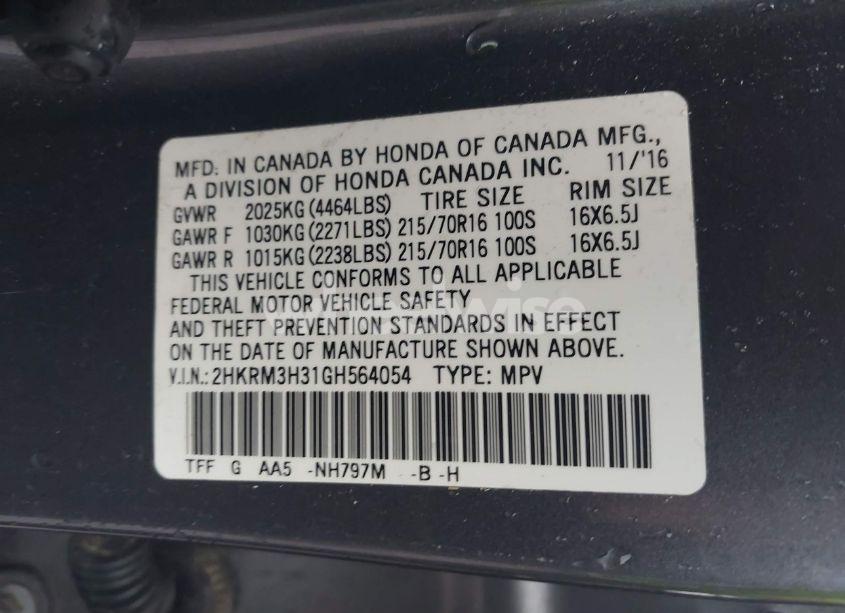 MFD. IN CANADA BY HONDA OF CANADA MFG.,
A DIVISION OF HONDA CANADA INC. 11/'16
GVWR 2025KG (4464LBS) TIRE SIZE RIM SIZE
GAWR F 1030KG (2271LBS) 215/70R16 100S 16X6.5J
GAWR R 1015KG (2238LBS) 215/70R16 100S 16X6.5J
THIS VEHICLE CONFORMS TO ALL APPLICABLE
FEDERAL MOTOR VEHICLE SAFETY
AND THEFT PREVENTION STANDARDS IN EFFECT
ON THE DATE OF MANUFACTURE SHOWN ABOVE.
V.I.N.: 2HKRM3H31GH564054 TYPE: MPV
TFF G AA5 -NH797M -B -H